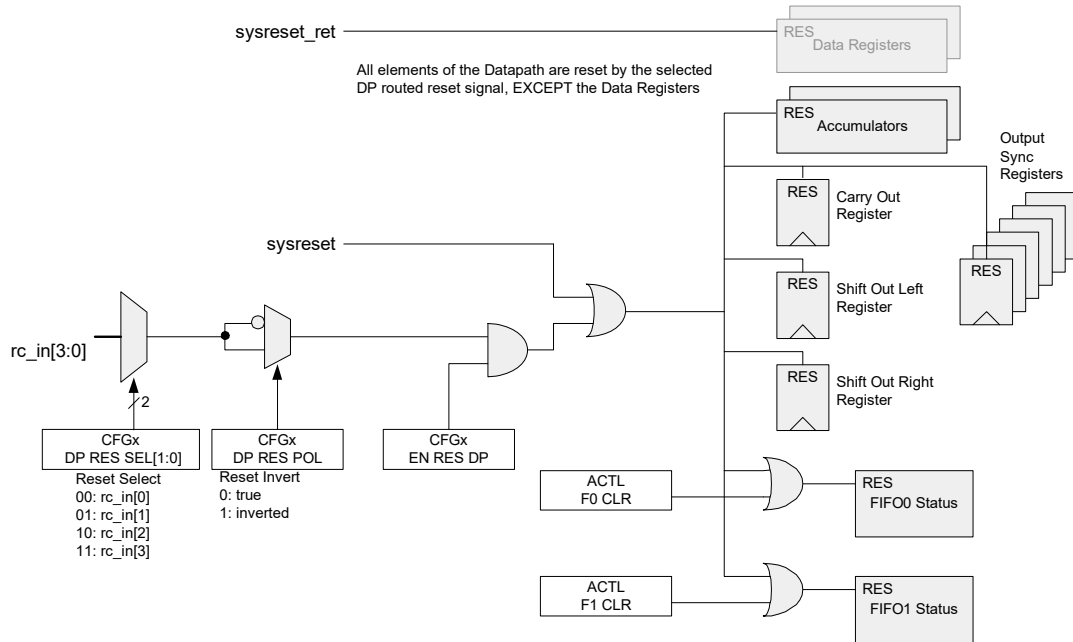 sysreset_ret
RES
Data Registers
All elements of the Datapath are reset by the selected
DP routed reset signal, EXCEPT the Data Registers
RES
Accumulators
Output
Sync
Registers
RES
Carry Out
Register
sysreset
RES
RES
Shift Out Left
Register
rc_in[3:0]
2
RES
Shift Out Right
Register
CFGx
DP RES SEL[1:0]
CFGx
DP RES POL
CFGx
EN RES DP
Reset Select
00: rc_in[0]
01: rc_in[1]
10: rc_in[2]
11: rc_in[3]
Reset Invert
0: true
1: inverted
ACTL
F0 CLR
RES
FIFO0 Status
ACTL
F1 CLR
RES
FIFO1 Status